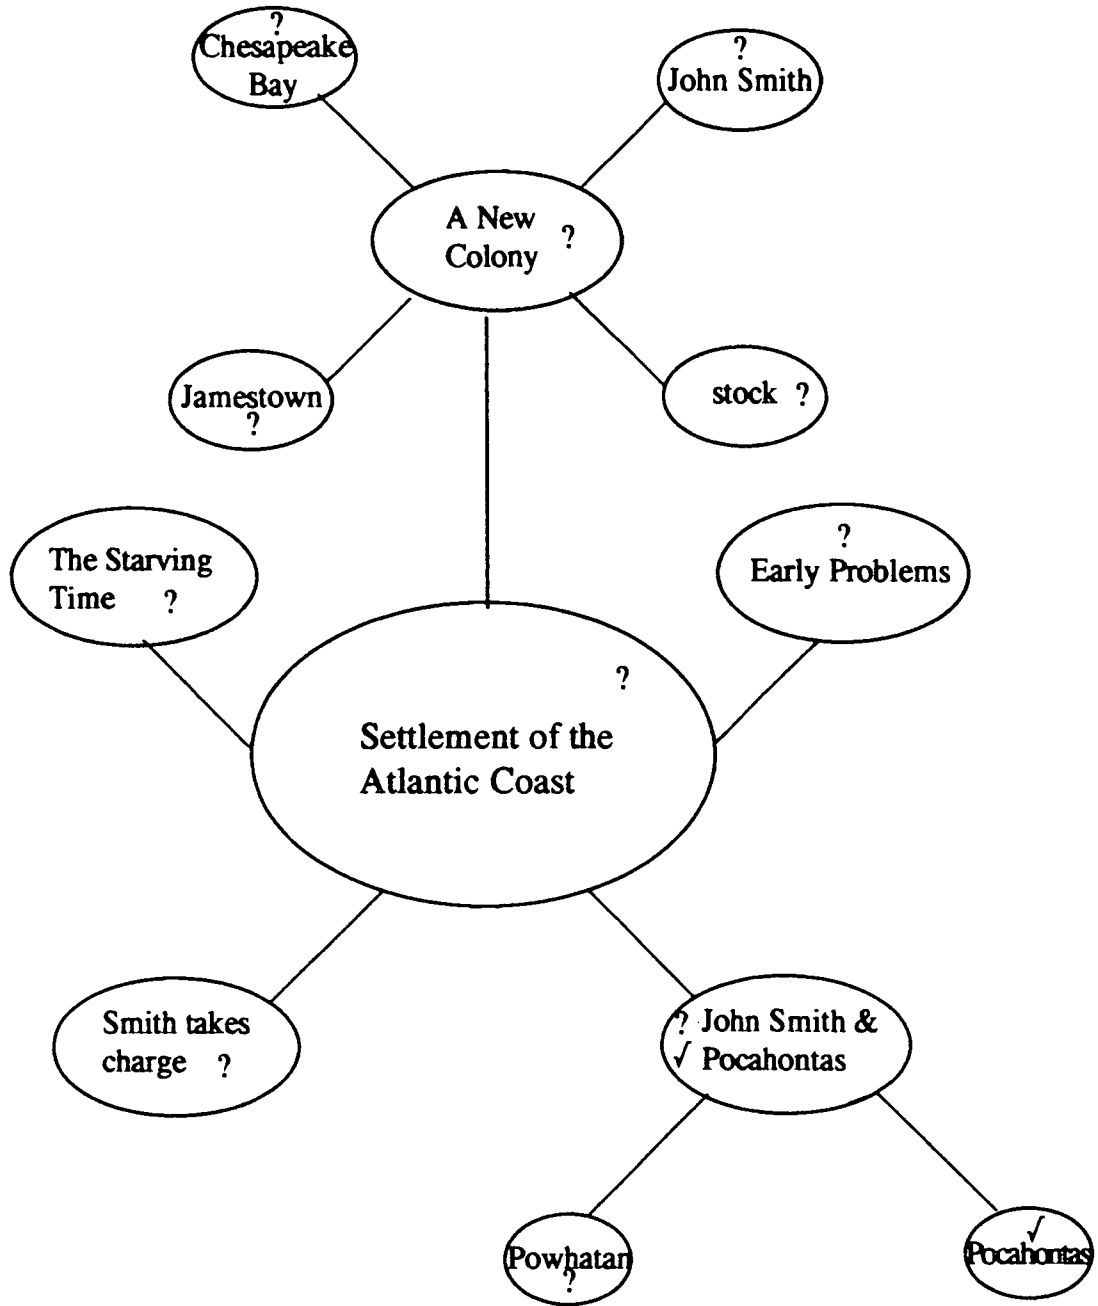 ?
Chesapeake
Bay
?
John Smith
A New
Colony ?
Jamestown
?
stock ?
The Starving
Time ?
?
Early Problems
?
Settlement of the
Atlantic Coast
Smith takes
charge ?
? John Smith &
√ Pocahontas
Powhatan
?
√
Pocahontas